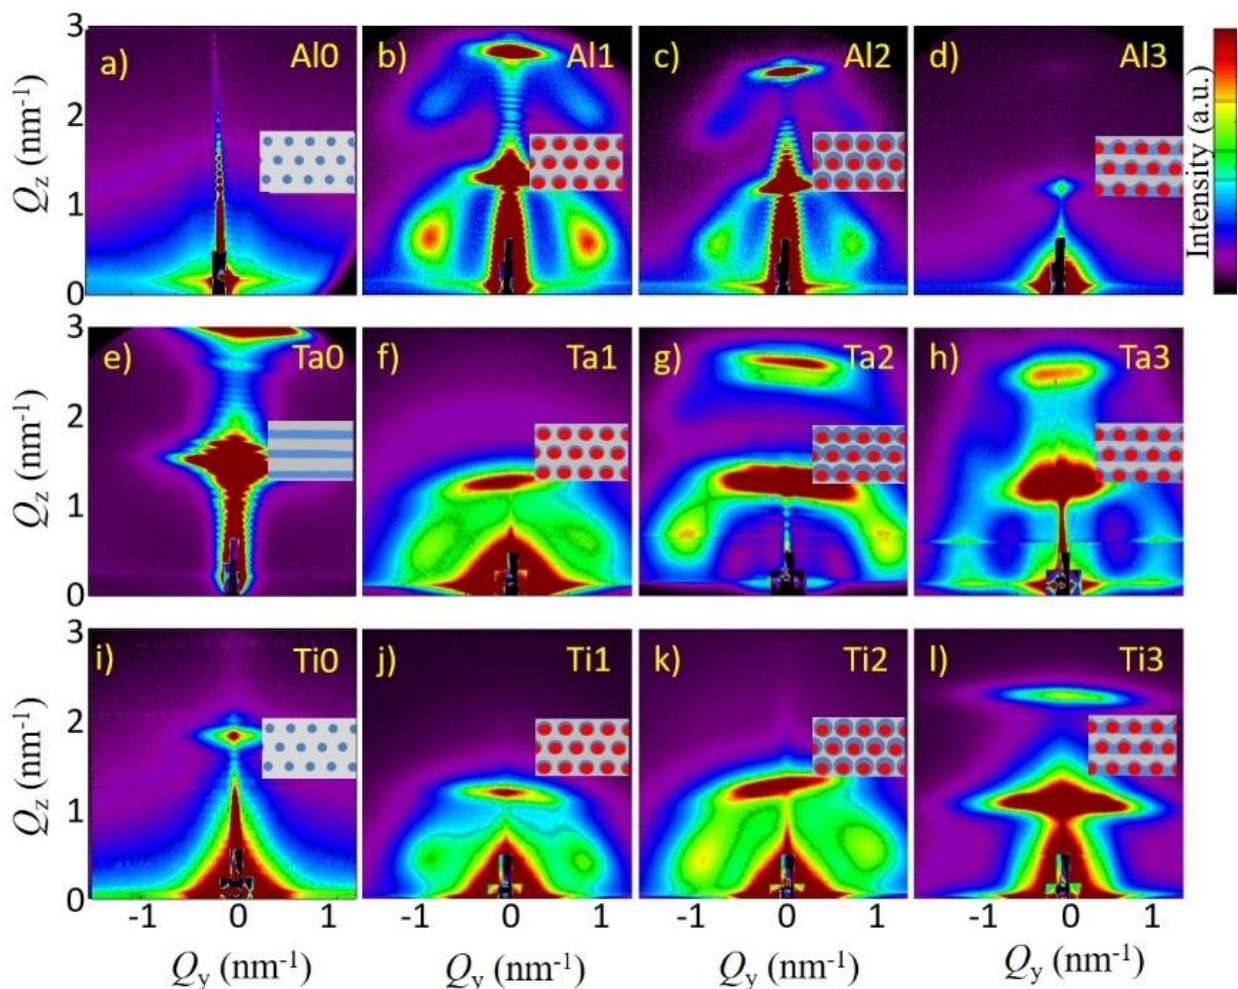 3
a) Al0
b) Al1
c) Al2
d) Al3
2
1
0
Qz (nm-1)
Intensity (a.u.)
3
e) Ta0
f) Ta1
g) Ta2
h) Ta3
2
1
0
Qz (nm-1)
3
i) Ti0
j) Ti1
k) Ti2
l) Ti3
2
1
0
Qz (nm-1)
-1 0 1
-1 0 1
-1 0 1
-1 0 1
Qy (nm-1)
Qy (nm-1)
Qy (nm-1)
Qy (nm-1)